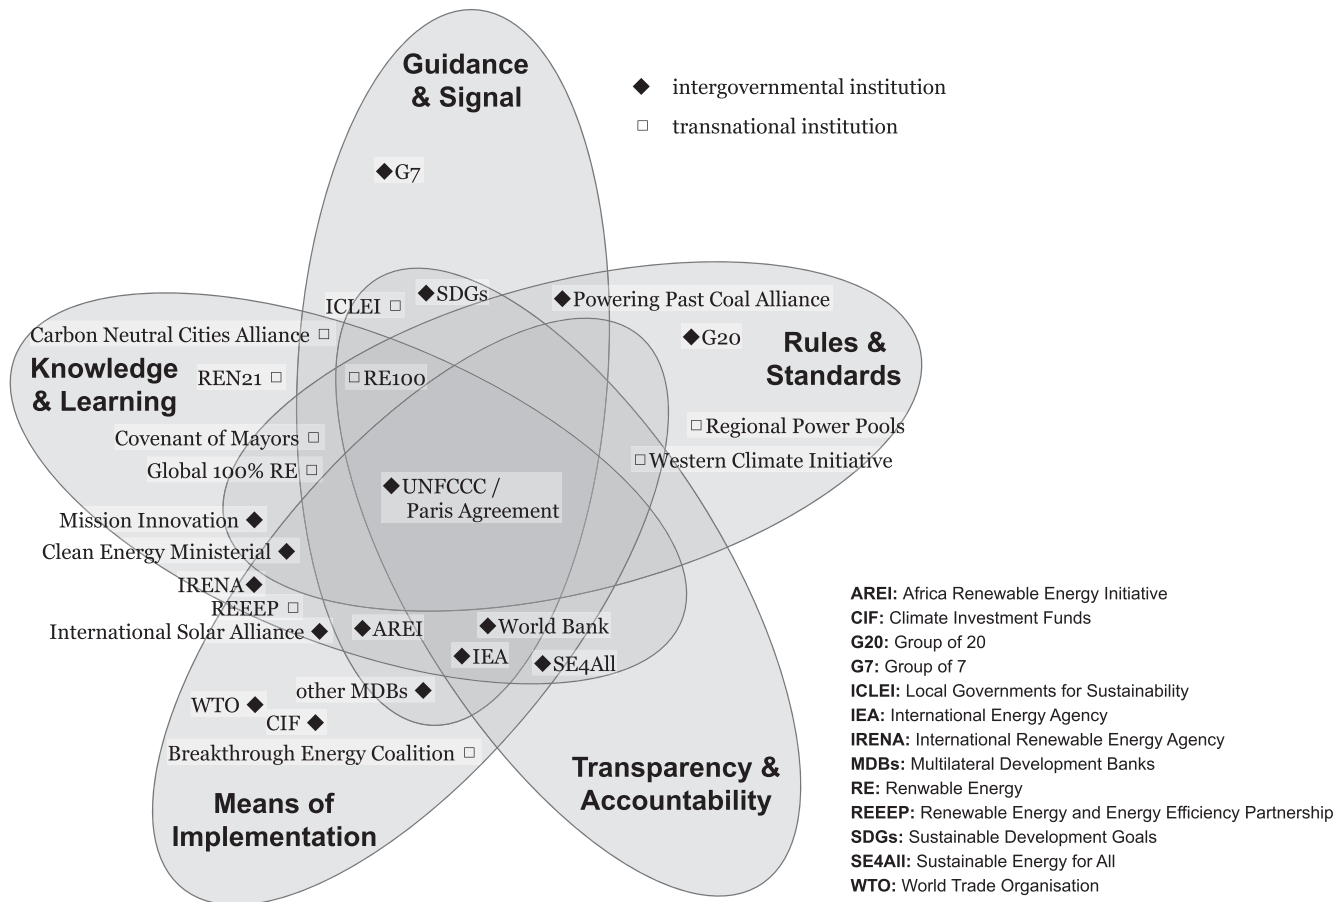 Guidance
& Signal
◆ intergovernmental institution
□ transnational institution
◆ G7
◆ SDGs
ICLEI □
◆ Powering Past Coal Alliance
Carbon Neutral Cities Alliance □
◆ G20
Rules &
Standards
Knowledge
& Learning
REN21 □
□ RE100
Covenant of Mayors □
□ Regional Power Pools
Global 100% RE □
□ Western Climate Initiative
◆ UNFCCC /
Paris Agreement
Mission Innovation ◆
Clean Energy Ministerial ◆
IRENA ◆
REEEP □
International Solar Alliance ◆
◆ AREI
◆ World Bank
◆ IEA
◆ SE4All
other MDBs ◆
WTO ◆
CIF ◆
Breakthrough Energy Coalition □
Transparency &
Accountability
Means of
Implementation
AREI: Africa Renewable Energy Initiative
CIF: Climate Investment Funds
G20: Group of 20
G7: Group of 7
ICLEI: Local Governments for Sustainability
IEA: International Energy Agency
IRENA: International Renewable Energy Agency
MDBs: Multilateral Development Banks
RE: Renwable Energy
REEEP: Renewable Energy and Energy Efficiency Partnership
SDGs: Sustainable Development Goals
SE4All: Sustainable Energy for All
WTO: World Trade Organisation